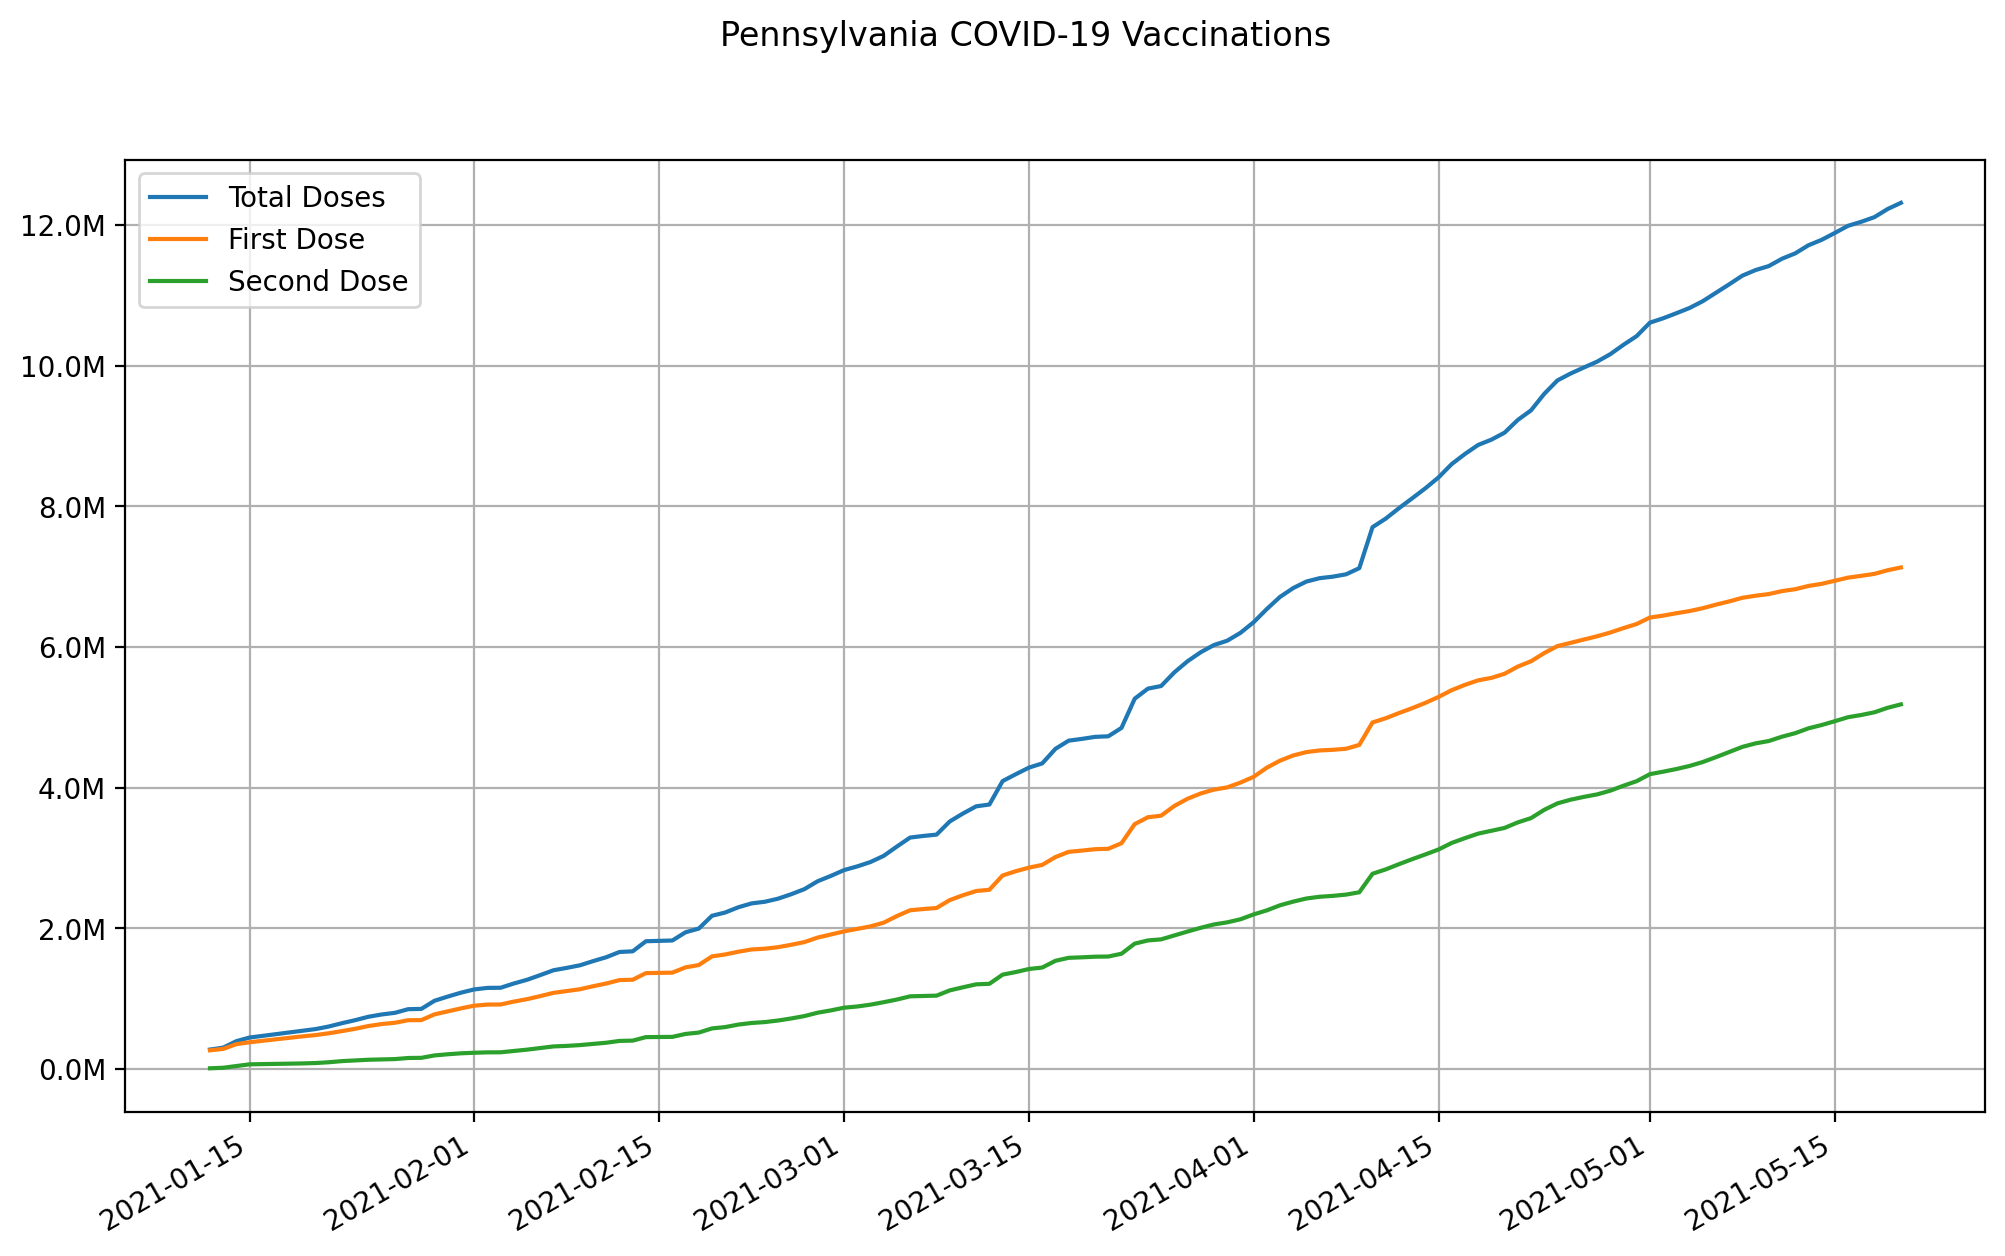 Pennsylvania COVID-19 Vaccinations
Total Doses
First Dose
Second Dose
12.0M
10.0M
8.0M
6.0M
4.0M
2.0M
0.0M
2021-01-15
2021-02-01
2021-02-15
2021-03-01
2021-03-15
2021-04-01
2021-04-15
2021-05-01
2021-05-15